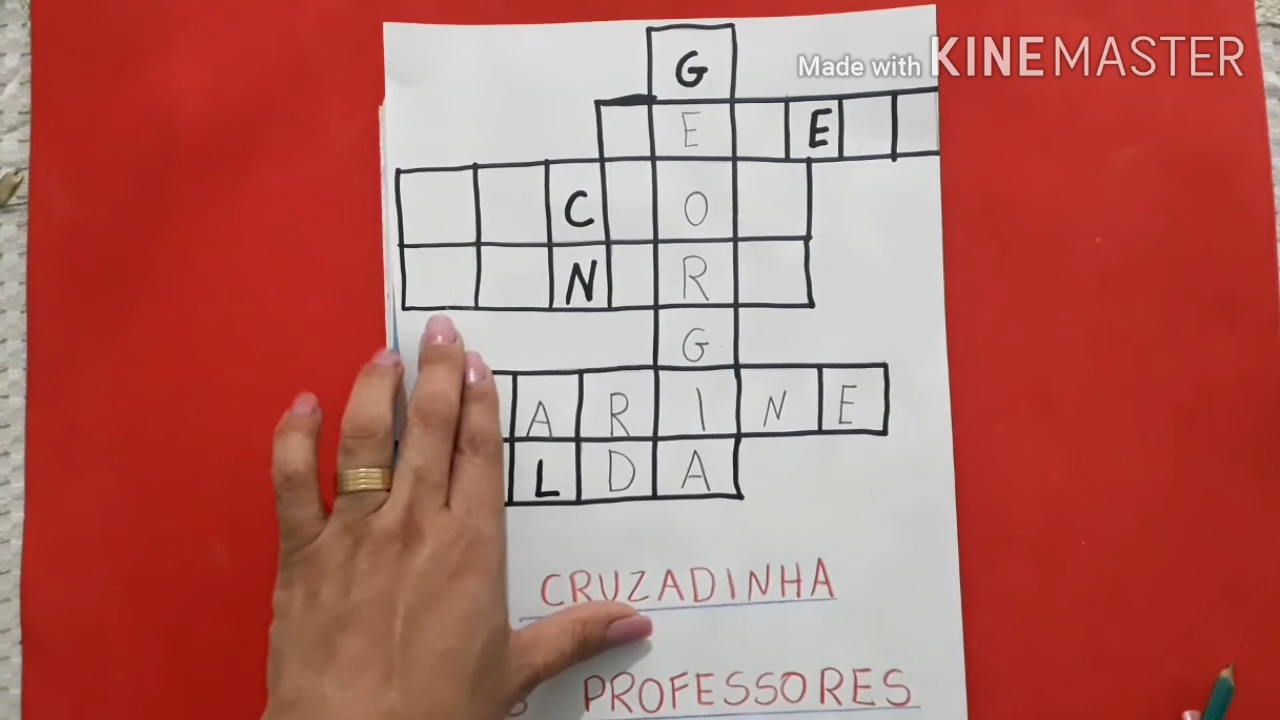 Made with KINEMASTER
G
E E
C O
N R
G
A R I N E
L D A
CRUZADINHA
PROFESSORES